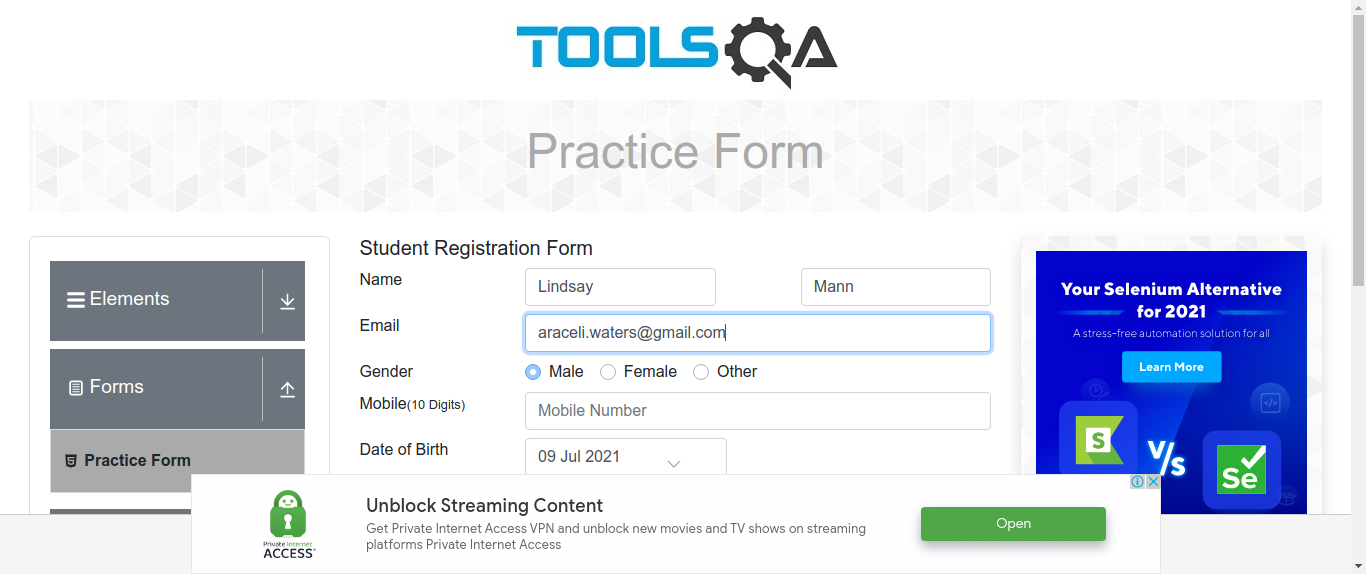 TOOLSQA
Practice Form
Elements
Forms
Practice Form
Student Registration Form
Name
Lindsay
Mann
Email
araceli.waters@gmail.com
Gender
Male
Female
Other
Mobile(10 Digits)
Mobile Number
Date of Birth
09 Jul 2021
Your Selenium Alternative
for 2021
A stress-free automation solution for all
Learn More
S
V/s
Se
Private Internet
ACCESS
Unblock Streaming Content
Get Private Internet Access VPN and unblock new movies and TV shows on streaming
platforms Private Internet Access
Open